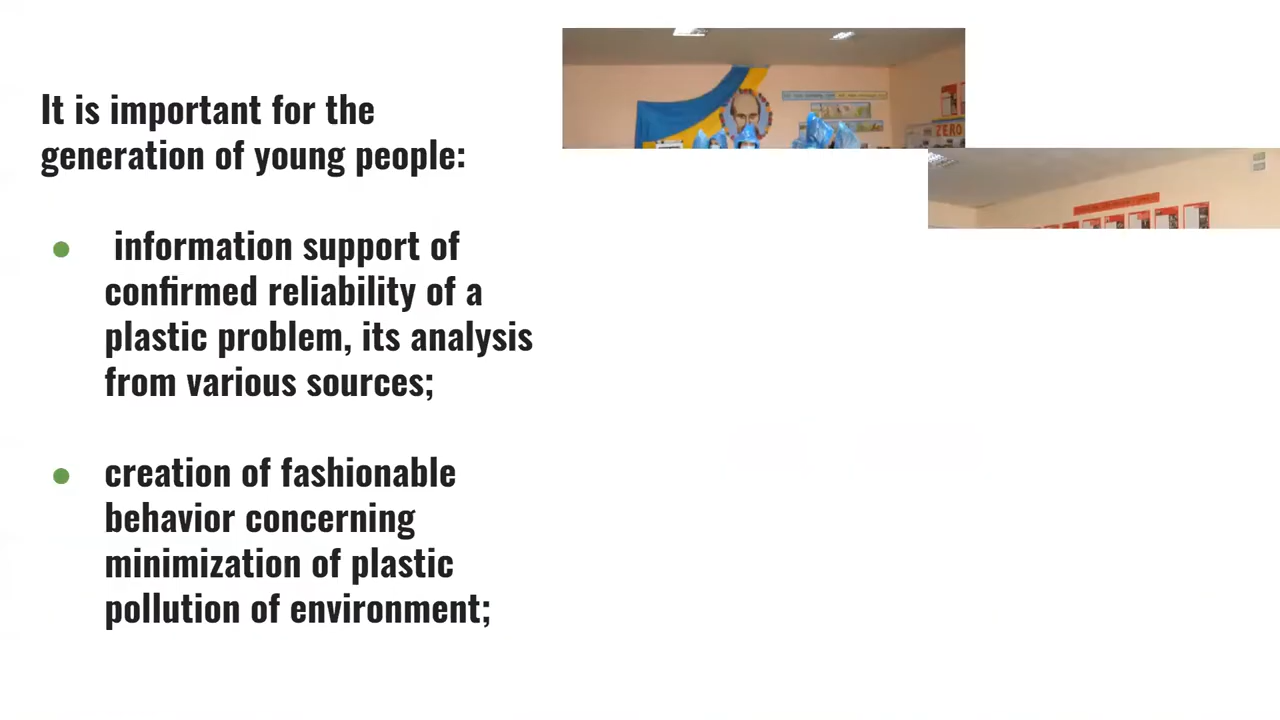 It is important for the
generation of young people:
information support of
confirmed reliability of a
plastic problem, its analysis
from various sources;
creation of fashionable
behavior concerning
minimization of plastic
pollution of environment;
ZERO